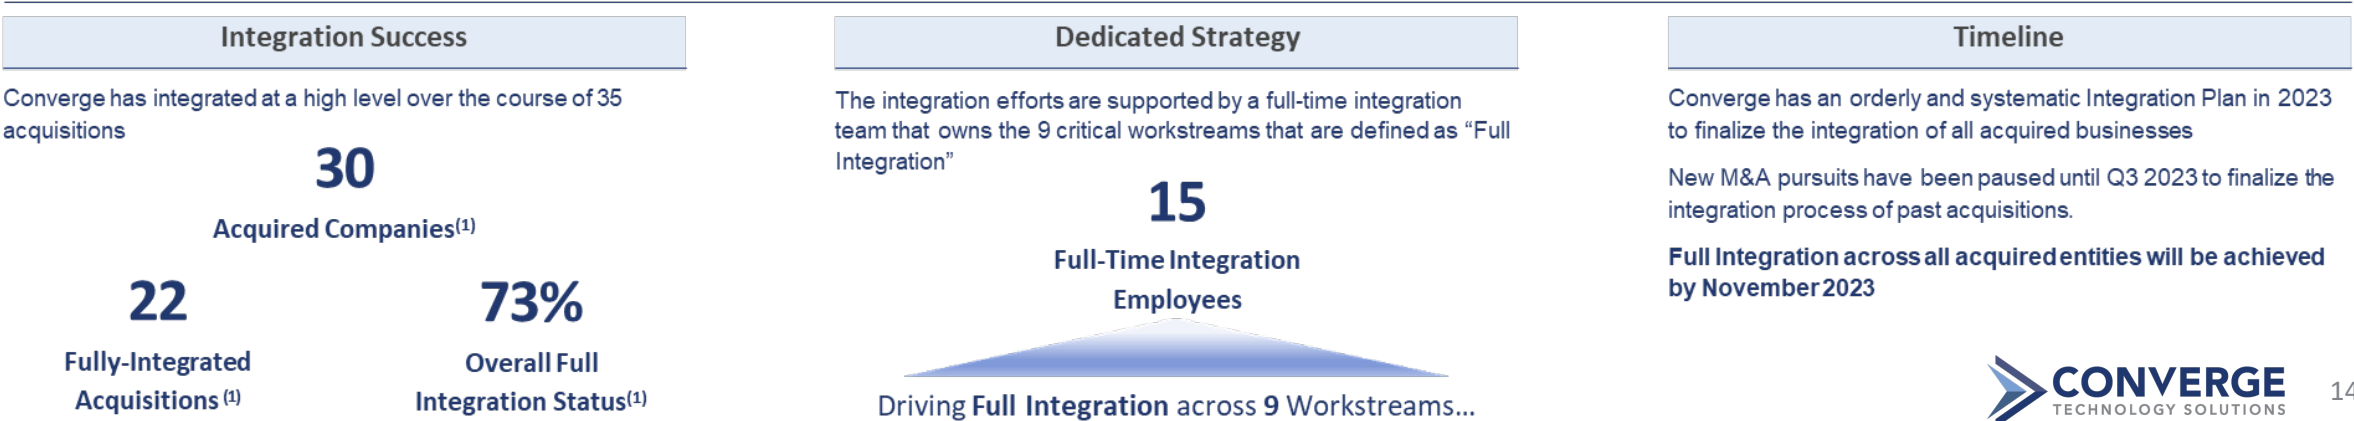 Integration Success
Converge has integrated at a high level over the course of 35
acquisitions
30
Acquired Companies(1)
22
Fully-Integrated
Acquisitions (1)
73%
Overall Full
Integration Status(1)
Dedicated Strategy
The integration efforts are supported by a full-time integration
team that owns the 9 critical workstreams that are defined as “Full
Integration”
15
Full-Time Integration
Employees
Driving Full Integration across 9 Workstreams...
Timeline
Converge has an orderly and systematic Integration Plan in 2023
to finalize the integration of all acquired businesses
New M&A pursuits have been paused until Q3 2023 to finalize the
integration process of past acquisitions.
Full Integration across all acquired entities will be achieved
by November 2023
CONVERGE
TECHNOLOGY SOLUTIONS
14